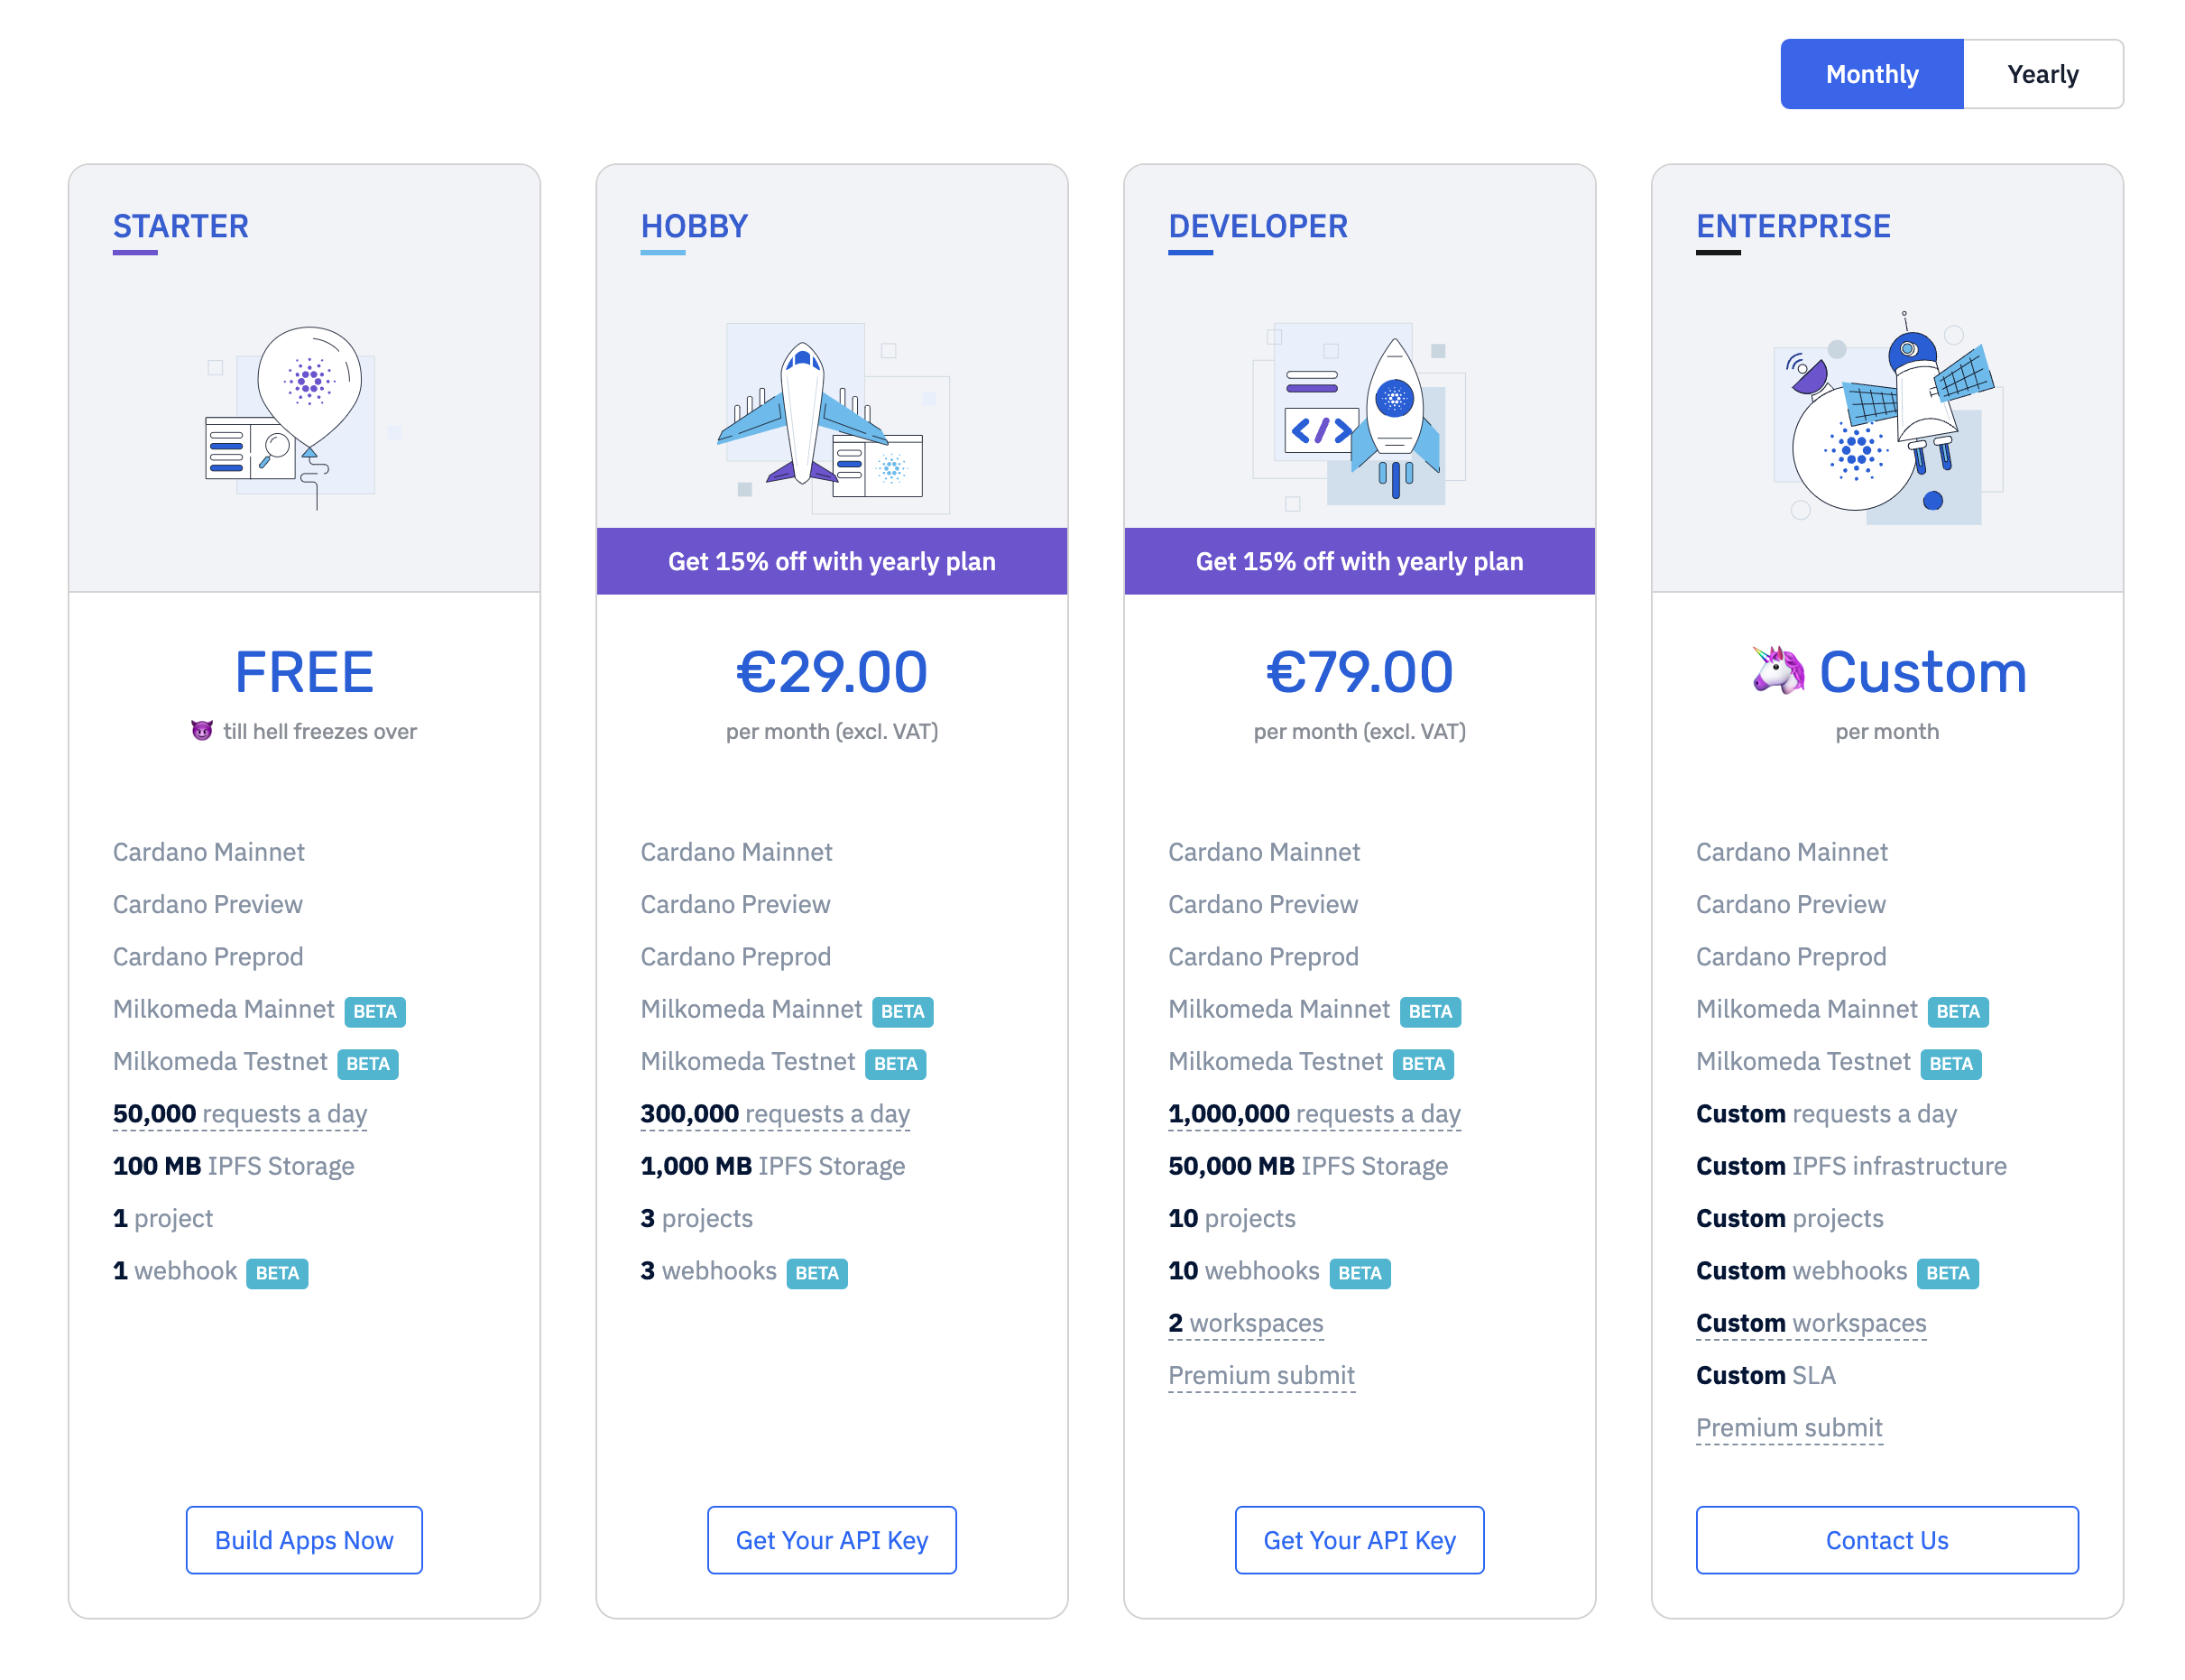 Monthly
Yearly
STARTER
FREE
😈 till hell freezes over
Cardano Mainnet
Cardano Preview
Cardano Preprod
Milkomeda Mainnet BETA
Milkomeda Testnet BETA
50,000 requests a day
100 MB IPFS Storage
1 project
1 webhook BETA
Build Apps Now
HOBBY
Get 15% off with yearly plan
€29.00
per month (excl. VAT)
Cardano Mainnet
Cardano Preview
Cardano Preprod
Milkomeda Mainnet BETA
Milkomeda Testnet BETA
300,000 requests a day
1,000 MB IPFS Storage
3 projects
3 webhooks BETA
Get Your API Key
DEVELOPER
</>
Get 15% off with yearly plan
€79.00
per month (excl. VAT)
Cardano Mainnet
Cardano Preview
Cardano Preprod
Milkomeda Mainnet BETA
Milkomeda Testnet BETA
1,000,000 requests a day
50,000 MB IPFS Storage
10 projects
10 webhooks BETA
2 workspaces
Premium submit
Get Your API Key
ENTERPRISE
🦄 Custom
per month
Cardano Mainnet
Cardano Preview
Cardano Preprod
Milkomeda Mainnet BETA
Milkomeda Testnet BETA
Custom requests a day
Custom IPFS infrastructure
Custom projects
Custom webhooks BETA
Custom workspaces
Custom SLA
Premium submit
Contact Us